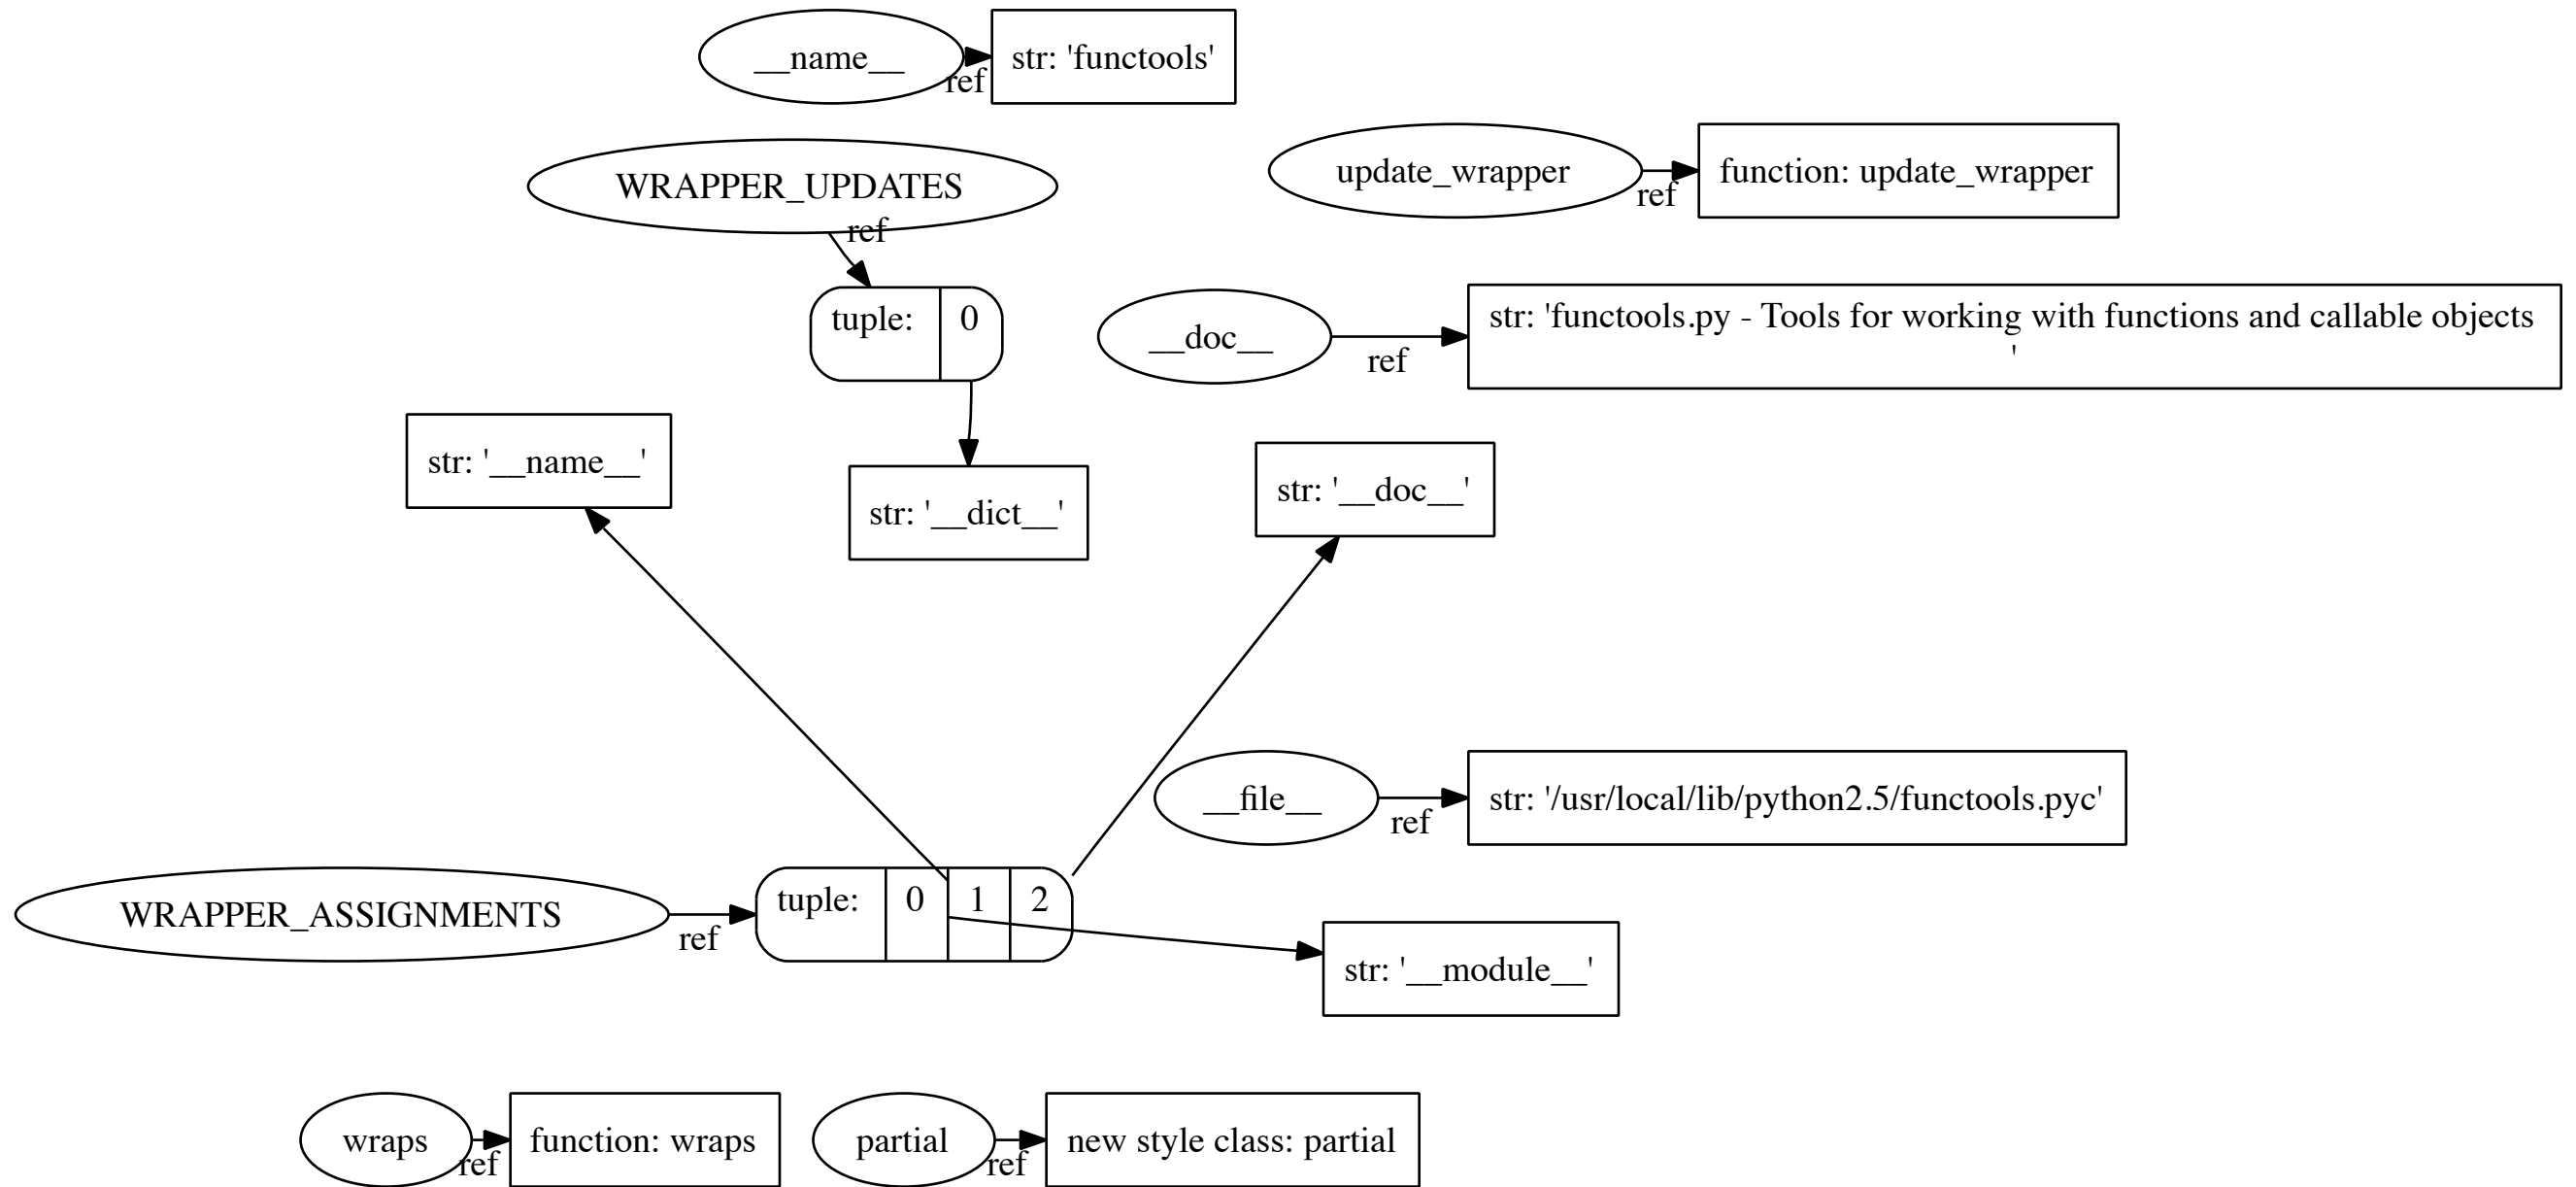 __name__
ref
str: 'functools'
WRAPPER_UPDATES
ref
update_wrapper
ref
function: update_wrapper
tuple:
0
__doc__
ref
str: 'functools.py - Tools for working with functions and callable objects
'
str: '__name__'
str: '__dict__'
str: '__doc__'
__file__
ref
str: '/usr/local/lib/python2.5/functools.pyc'
WRAPPER_ASSIGNMENTS
ref
tuple:
0
1
2
str: '__module__'
wraps
ref
function: wraps
partial
ref
new style class: partial